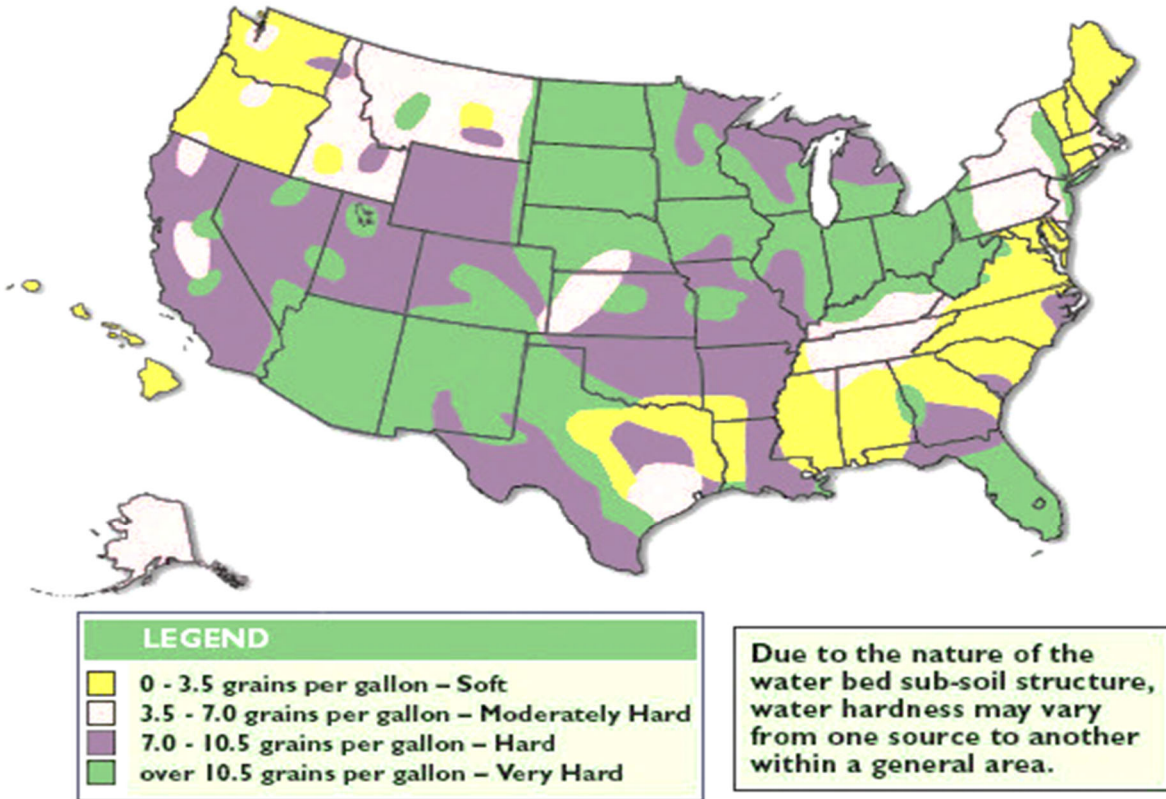 LEGEND
0 - 3.5 grains per gallon – Soft
3.5 - 7.0 grains per gallon – Moderately Hard
7.0 - 10.5 grains per gallon – Hard
over 10.5 grains per gallon – Very Hard
Due to the nature of the
water bed sub-soil structure,
water hardness may vary
from one source to another
within a general area.